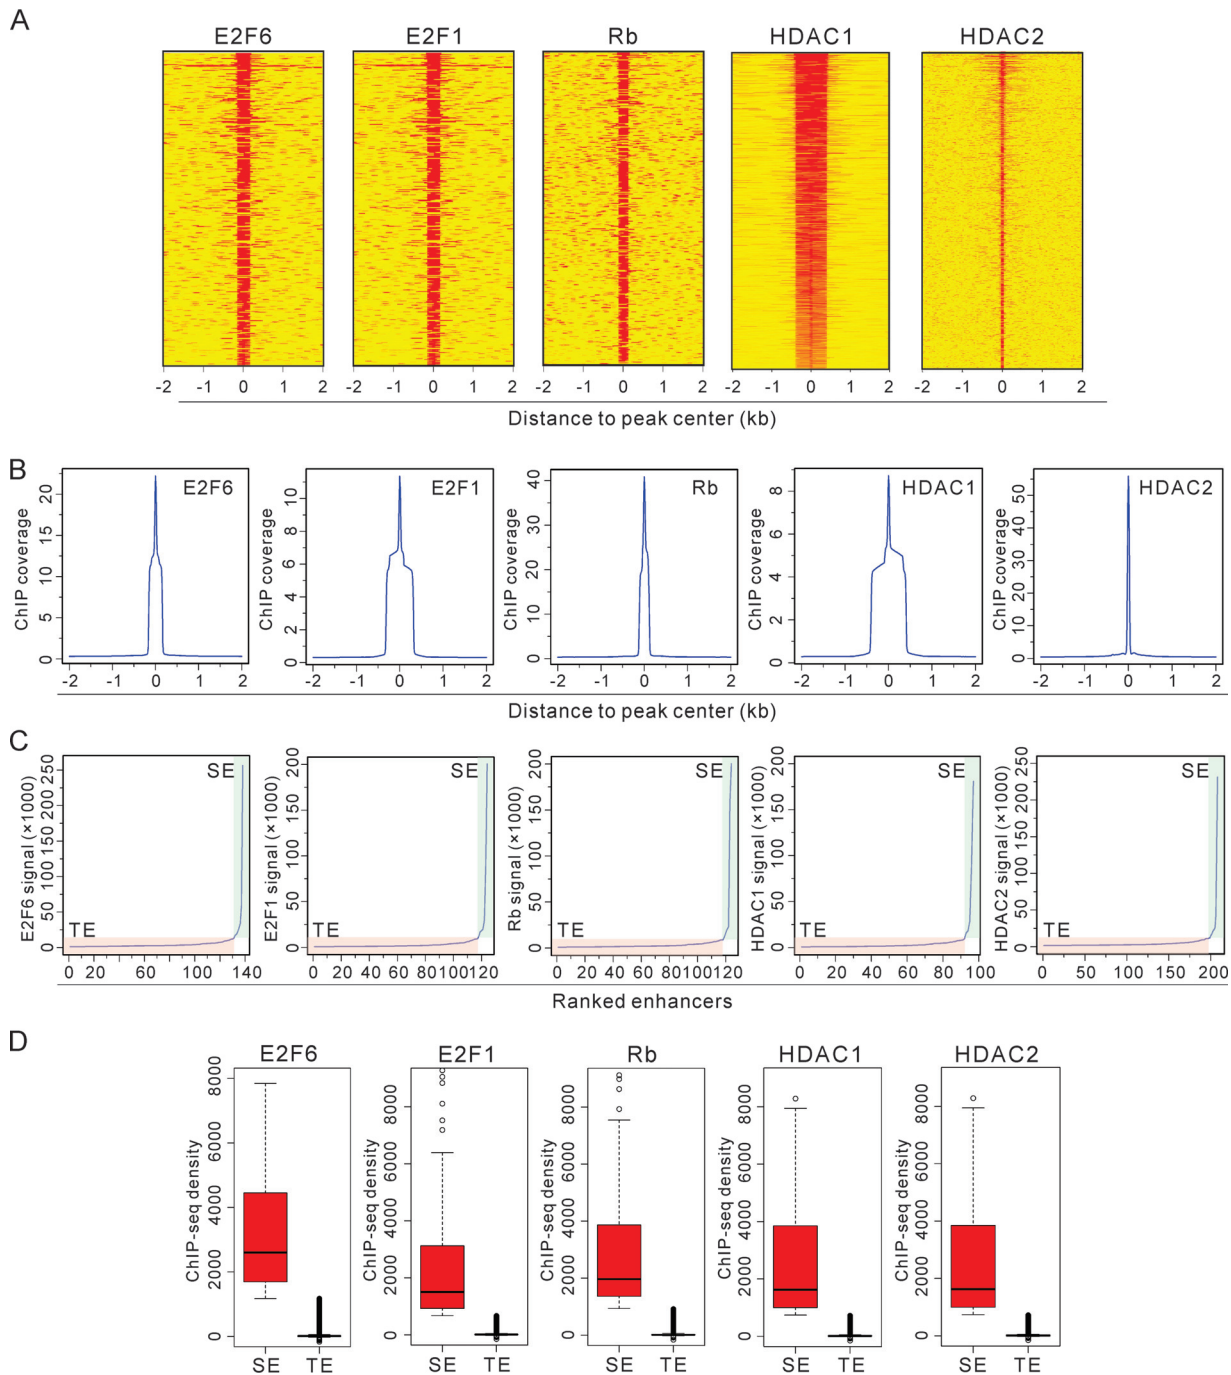 A
E2F6 E2F1 Rb HDAC1 HDAC2
-2 -1 0 1 2 -2 -1 0 1 2 -2 -1 0 1 2 -2 -1 0 1 2 -2 -1 0 1 2
Distance to peak center (kb)
B
ChIP coverage
0 5 10 15 20
E2F6
-2 -1 0 1 2
ChIP coverage
0 2 4 6 8 10
E2F1
-2 -1 0 1 2
ChIP coverage
0 10 20 30 40
Rb
-2 -1 0 1 2
ChIP coverage
0 2 4 6 8
HDAC1
-2 -1 0 1 2
ChIP coverage
0 10 20 30 40 50
HDAC2
-2 -1 0 1 2
Distance to peak center (kb)
C
E2F6 signal (×1000)
0 50 100 150 200 250
SE
TE
0 20 60 100 140
E2F1 signal (×1000)
0 50 100 150 200
SE
TE
0 20 40 60 80 100 120
Rb signal (×1000)
0 50 100 150 200
SE
TE
0 20 40 60 80 100 120
HDAC1 signal (×1000)
0 50 100 150 200
SE
TE
0 20 40 60 80 100
HDAC2 signal (×1000)
0 50 100 150 200 250
SE
TE
0 50 100 150 200
Ranked enhancers
D
E2F6
ChIP-seq density
0 2000 4000 6000 8000
SE TE
E2F1
ChIP-seq density
0 2000 4000 6000 8000
SE TE
Rb
ChIP-seq density
0 2000 4000 6000 8000
SE TE
HDAC1
ChIP-seq density
0 2000 4000 6000 8000
SE TE
HDAC2
ChIP-seq density
0 2000 4000 6000 8000
SE TE